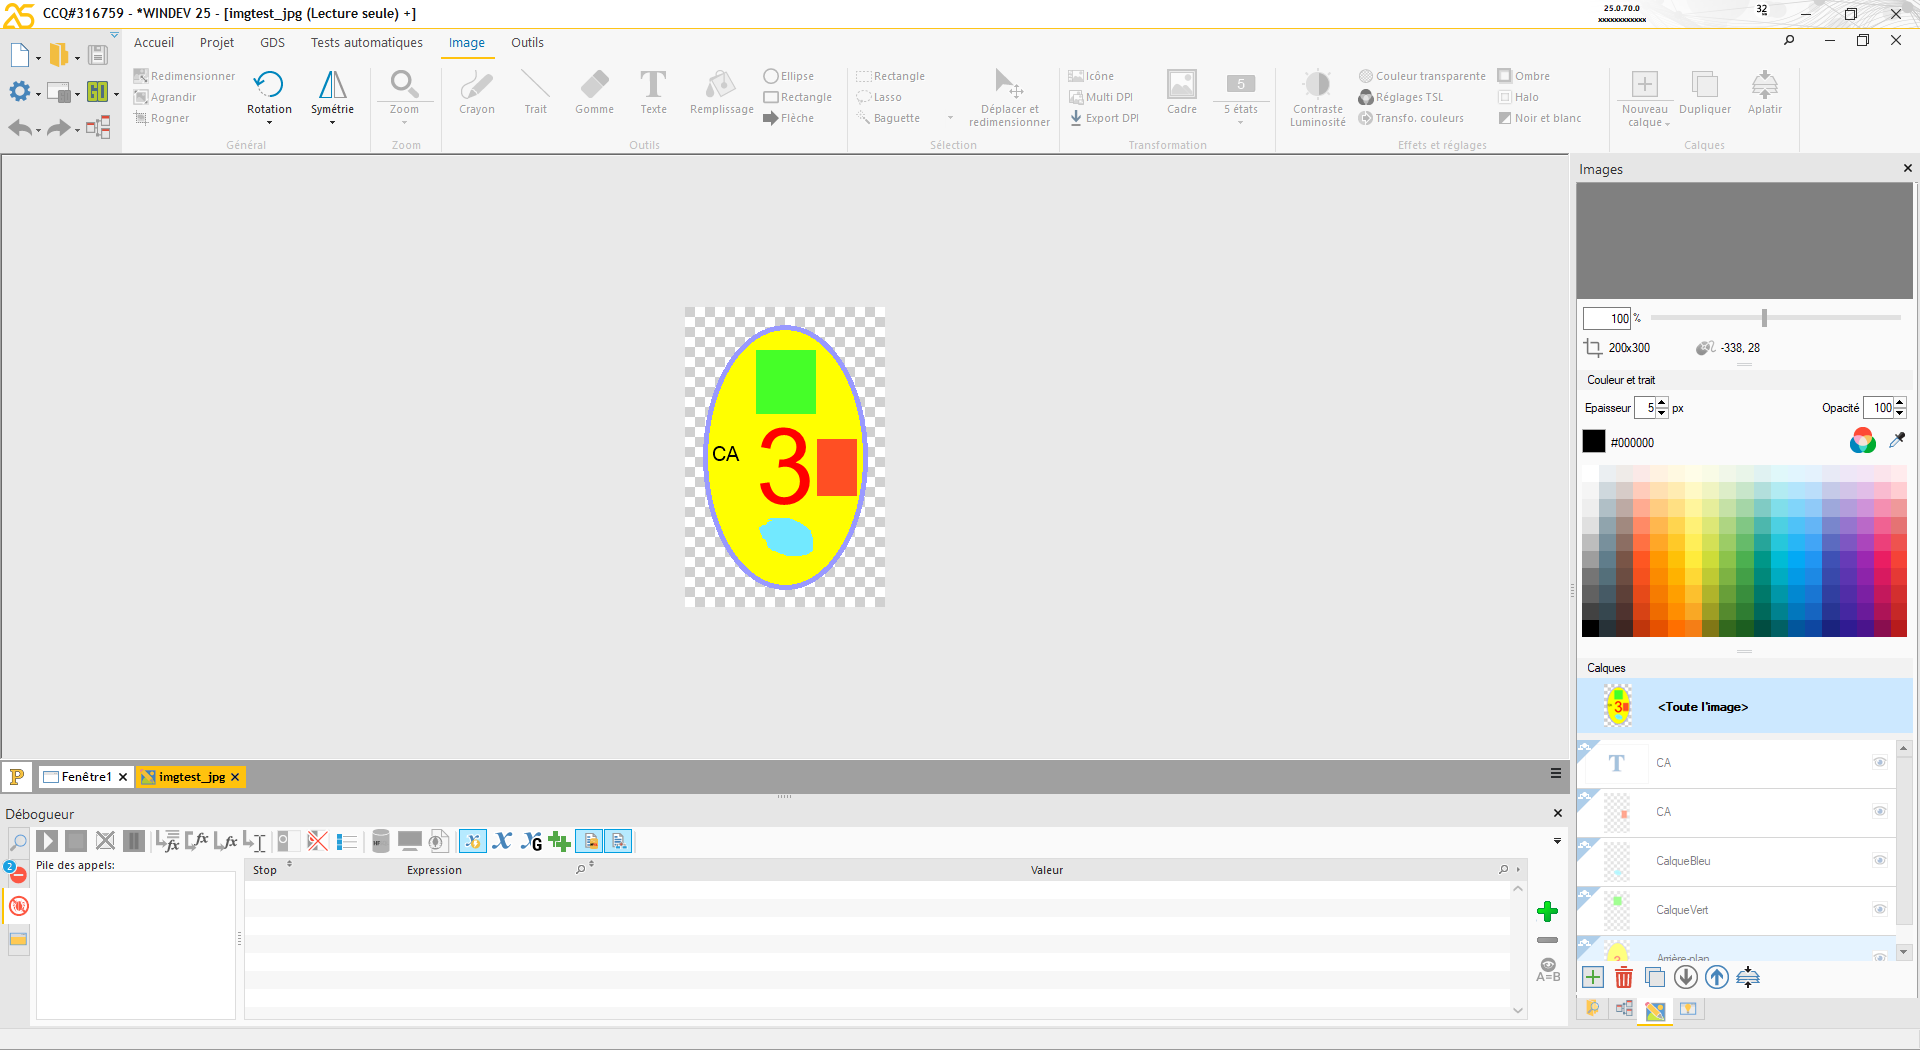 CCQ#316759 - *WINDEV 25 - [imgtest_jpg (Lecture seule) +]
25.0.70.0
xxxxxxxxxxxx
32
Accueil Projet GDS Tests automatiques Image Outils
Redimensionner
Agrandir
Rogner
Rotation
Symétrie
Général
Zoom
Zoom
Crayon
Trait
Gomme
Texte
Remplissage
Ellipse
Rectangle
Flèche
Outils
Rectangle
Lasso
Baguette
Déplacer et
redimensionner
Sélection
Icône
Multi DPI
Export DPI
Cadre
5
5 états
Transformation
Contraste
Luminosité
Couleur transparente
Réglages TSL
Transfo. couleurs
Ombre
Halo
Noir et blanc
Effets et réglages
Nouveau
calque
Dupliquer
Aplatir
Calques
CA
3
Images
100 %
200x300
-338, 28
Couleur et trait
Epaisseur 5 px
Opacité 100
#000000
Calques
<Toute l'image>
CA
CA
CalqueBleu
CalqueVert
Arrière-plan
Fenêtre1
imgtest_jpg
Débogueur
2
Pile des appels:
Stop Expression Valeur
A=B